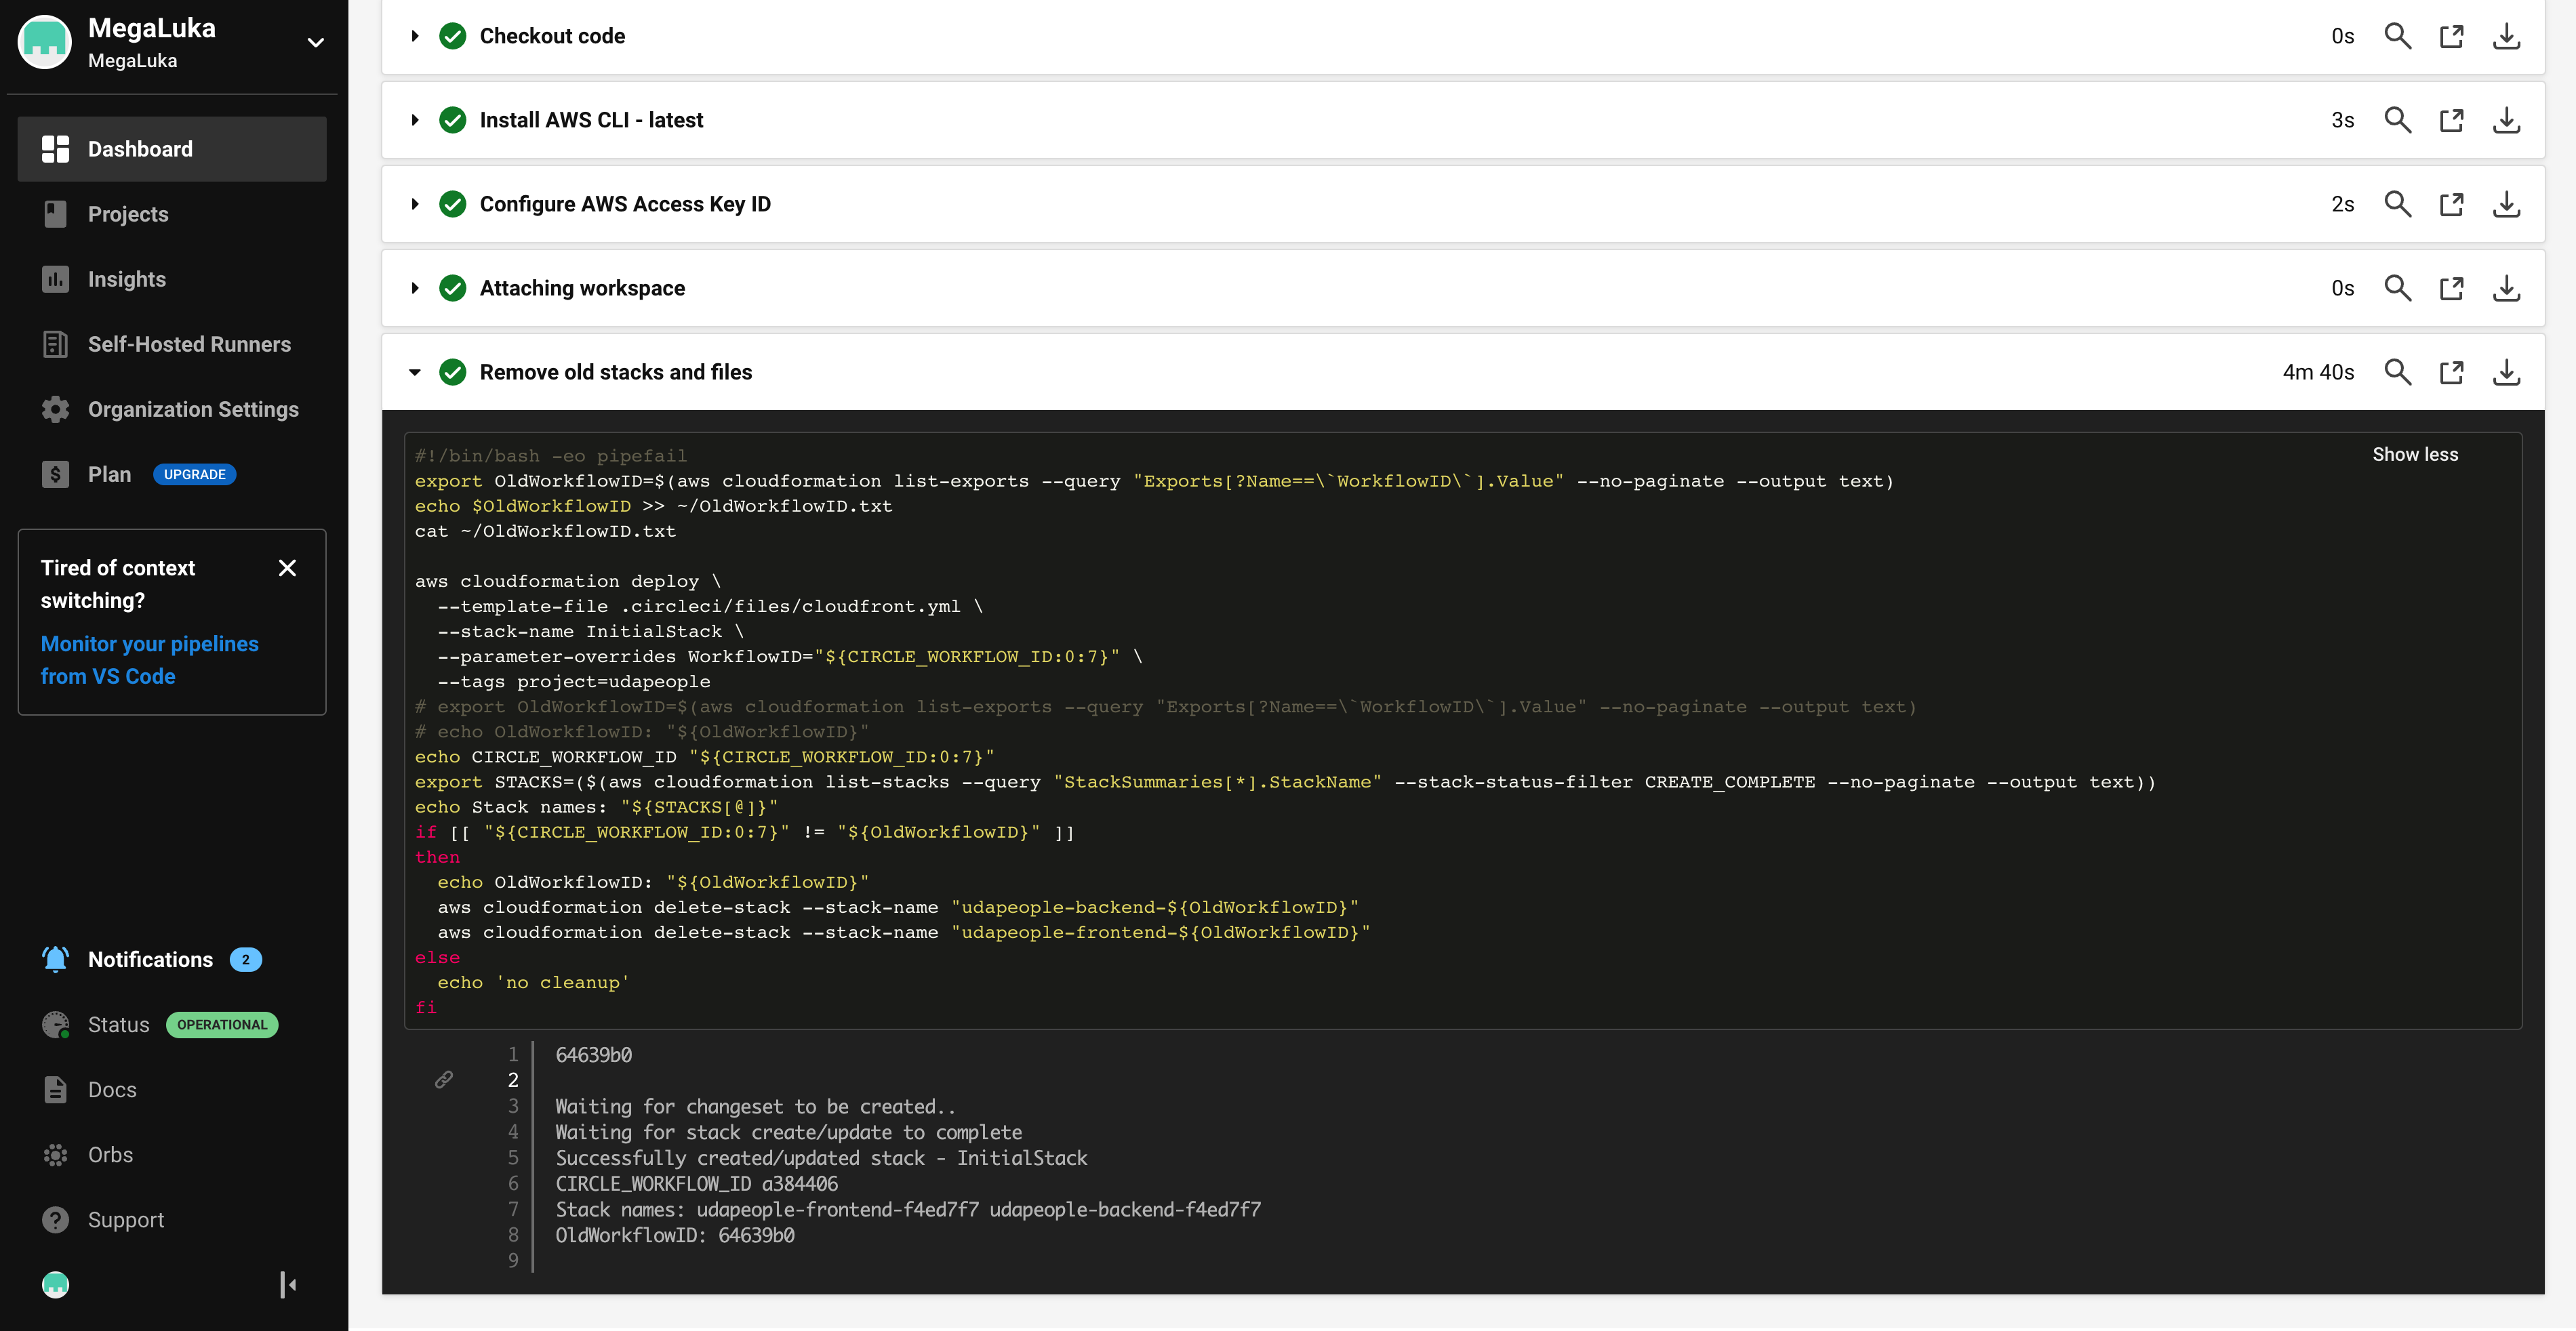 MegaLuka
MegaLuka
Dashboard
Projects
Insights
Self-Hosted Runners
Organization Settings
Plan UPGRADE
Tired of context
switching?
Monitor your pipelines
from VS Code
Notifications 2
Status OPERATIONAL
Docs
Orbs
Support
Checkout code 0s
Install AWS CLI - latest 3s
Configure AWS Access Key ID 2s
Attaching workspace 0s
Remove old stacks and files 4m 40s
Show less
#!/bin/bash -eo pipefail
export OldWorkflowID=$(aws cloudformation list-exports --query "Exports[?Name==\`WorkflowID\`].Value" --no-paginate --output text)
echo $OldWorkflowID >> ~/OldWorkflowID.txt
cat ~/OldWorkflowID.txt
aws cloudformation deploy \
--template-file .circleci/files/cloudfront.yml \
--stack-name InitialStack \
--parameter-overrides WorkflowID="${CIRCLE_WORKFLOW_ID:0:7}" \
--tags project=udapeople
# export OldWorkflowID=$(aws cloudformation list-exports --query "Exports[?Name==\`WorkflowID\`].Value" --no-paginate --output text)
# echo OldWorkflowID: "${OldWorkflowID}"
echo CIRCLE_WORKFLOW_ID "${CIRCLE_WORKFLOW_ID:0:7}"
export STACKS=($(aws cloudformation list-stacks --query "StackSummaries[*].StackName" --stack-status-filter CREATE_COMPLETE --no-paginate --output text))
echo Stack names: "${STACKS[@]}"
if [[ "${CIRCLE_WORKFLOW_ID:0:7}" != "${OldWorkflowID}" ]]
then
echo OldWorkflowID: "${OldWorkflowID}"
aws cloudformation delete-stack --stack-name "udapeople-backend-${OldWorkflowID}"
aws cloudformation delete-stack --stack-name "udapeople-frontend-${OldWorkflowID}"
else
echo 'no cleanup'
fi
1 64639b0
2
3 Waiting for changeset to be created..
4 Waiting for stack create/update to complete
5 Successfully created/updated stack - InitialStack
6 CIRCLE_WORKFLOW_ID a384406
7 Stack names: udapeople-frontend-f4ed7f7 udapeople-backend-f4ed7f7
8 OldWorkflowID: 64639b0
9